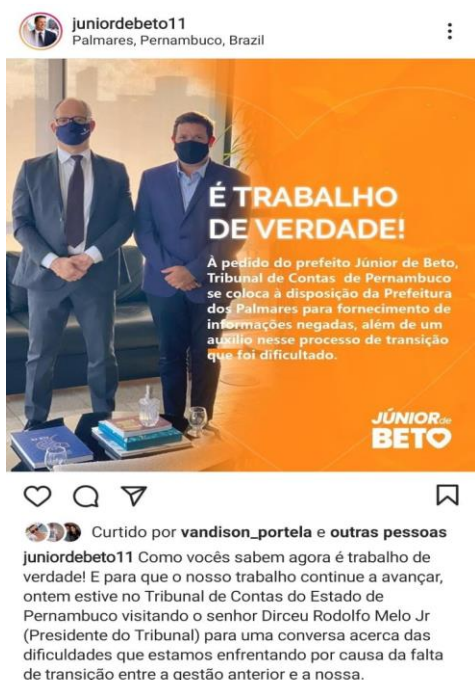 juniordebeto11
Palmares, Pernambuco, Brazil
É TRABALHO
DE VERDADE!
À pedido do prefeito Júnior de Beto,
Tribunal de Contas de Pernambuco
se coloca à disposição da Prefeitura
dos Palmares para fornecimento de
informações negadas, além de um
auxílio nesse processo de transição
que foi dificultado.
JÚNIOR de
BETO
Curtido por vandison_portela e outras pessoas
juniordebeto11 Como vocês sabem agora é trabalho de
verdade! E para que o nosso trabalho continue a avançar,
ontem estive no Tribunal de Contas do Estado de
Pernambuco visitando o senhor Dirceu Rodolfo Melo Jr
(Presidente do Tribunal) para uma conversa acerca das
dificuldades que estamos enfrentando por causa da falta
de transição entre a gestão anterior e a nossa.